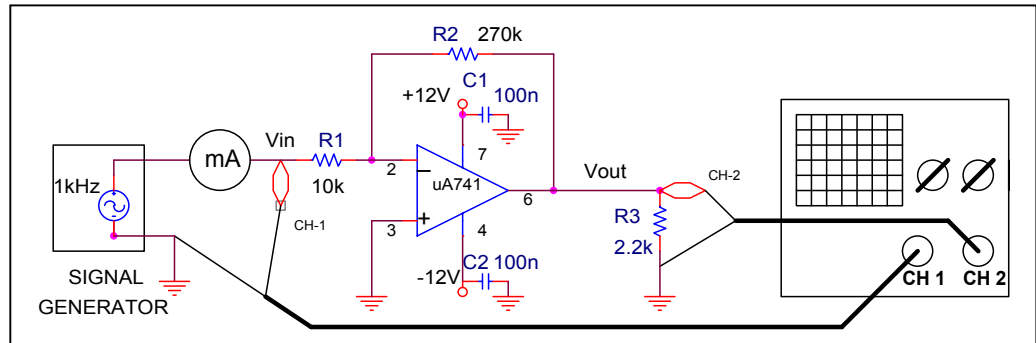 R2 270k
C1
+12V 100n
Vin R1
mA
2 7
1kHz
10k
uA741
Vout
CH-2
6
CH-1
3 4
R3
2.2k
C2 100n
-12V
SIGNAL
GENERATOR
CH 1 CH 2